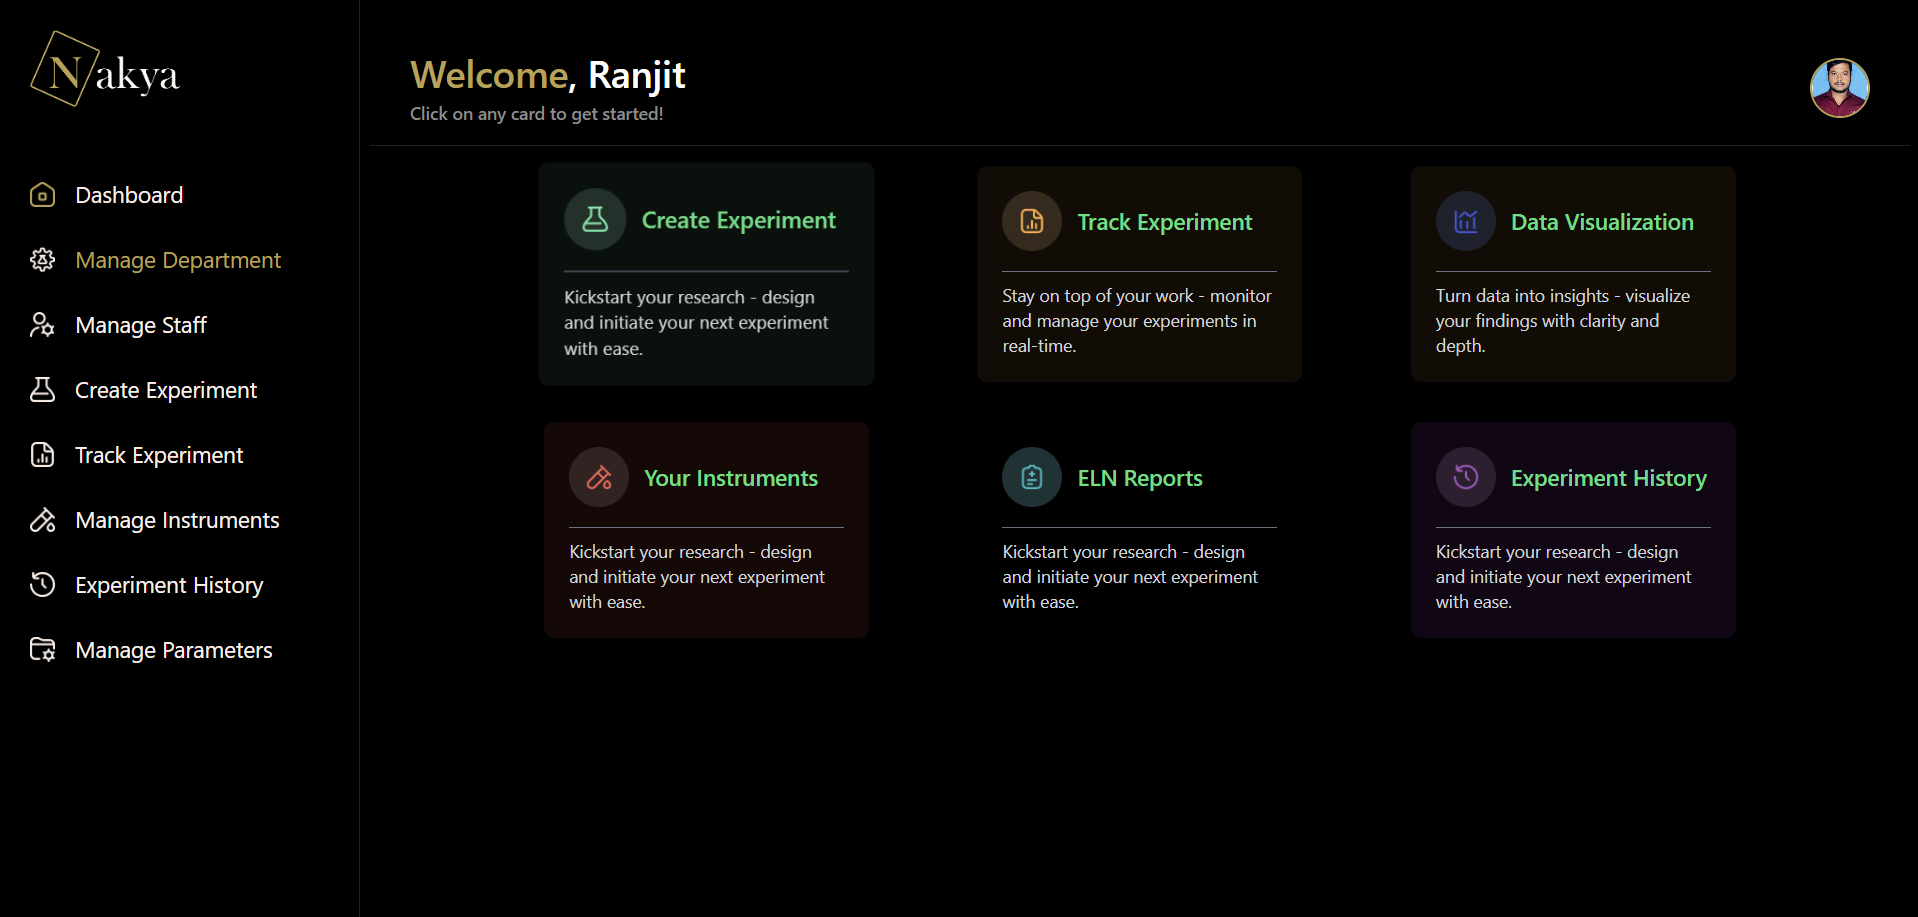 Nakya
Dashboard
Manage Department
Manage Staff
Create Experiment
Track Experiment
Manage Instruments
Experiment History
Manage Parameters
Welcome, Ranjit
Click on any card to get started!
Create Experiment
Kickstart your research - design
and initiate your next experiment
with ease.
Track Experiment
Stay on top of your work - monitor
and manage your experiments in
real-time.
Data Visualization
Turn data into insights - visualize
your findings with clarity and
depth.
Your Instruments
Kickstart your research - design
and initiate your next experiment
with ease.
ELN Reports
Kickstart your research - design
and initiate your next experiment
with ease.
Experiment History
Kickstart your research - design
and initiate your next experiment
with ease.